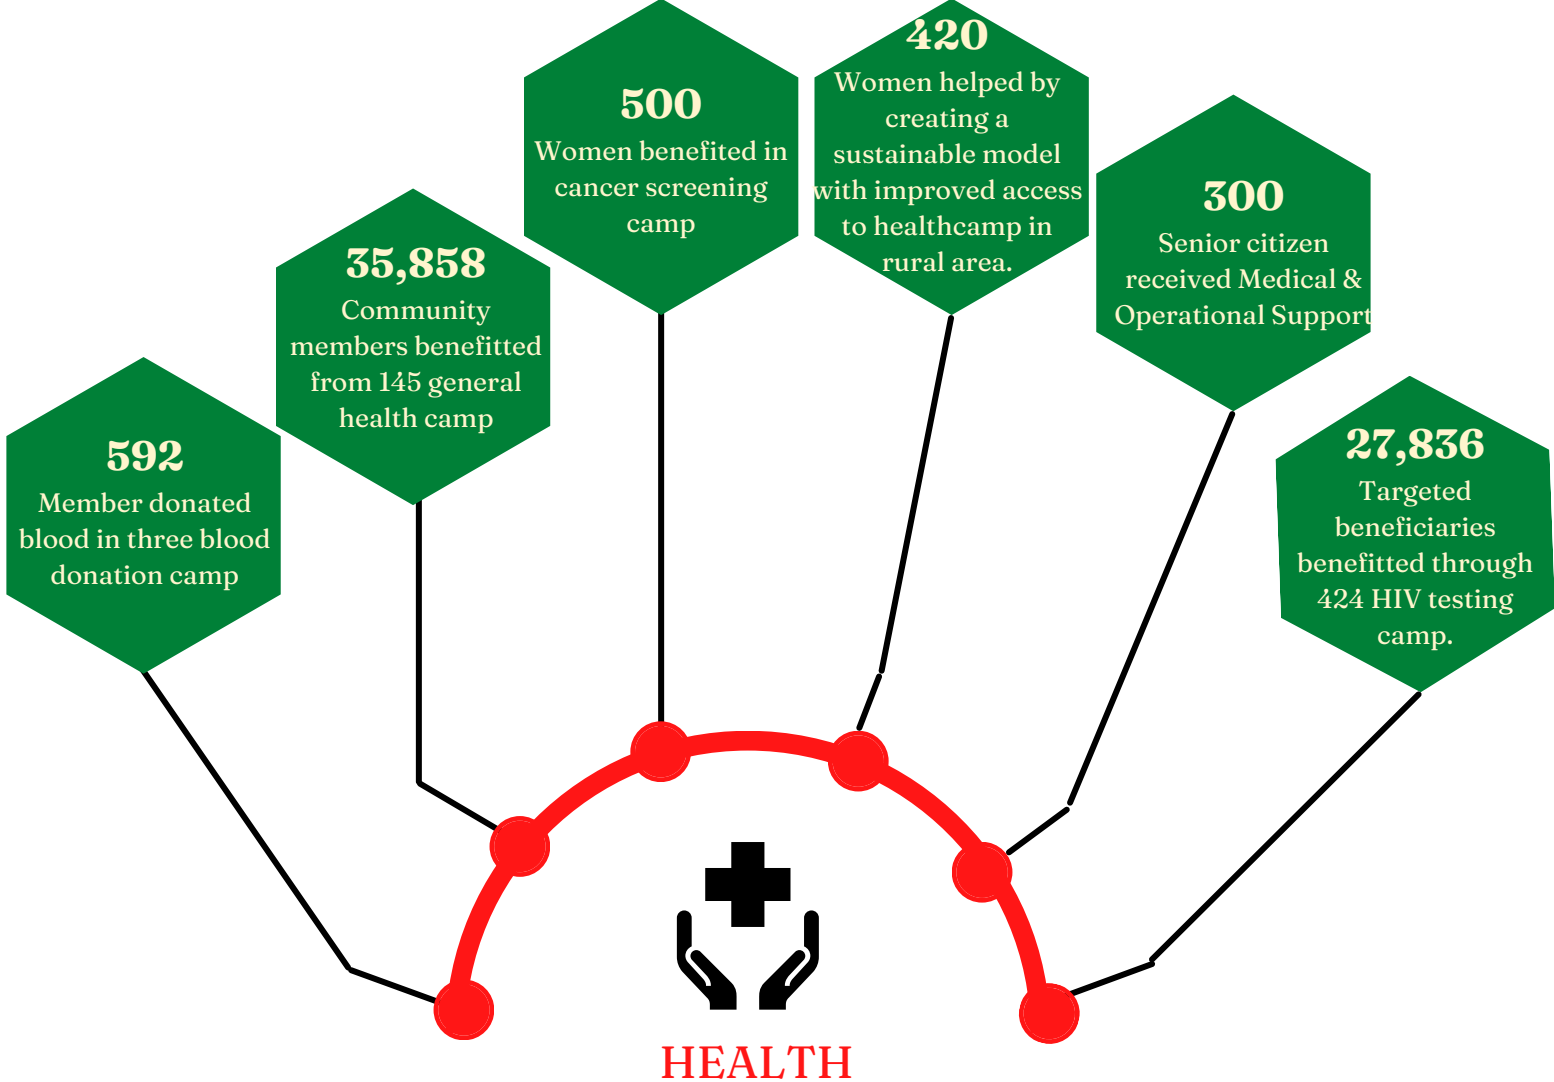 592
Member donated
blood in three blood
donation camp
35,858
Community
members benefitted
from 145 general
health camp
500
Women benefited in
cancer screening
camp
420
Women helped by
creating a
sustainable model
with improved access
to healthcamp in
rural area.
300
Senior citizen
received Medical &
Operational Support
27,836
Targeted
beneficiaries
benefitted through
424 HIV testing
camp.
HEALTH